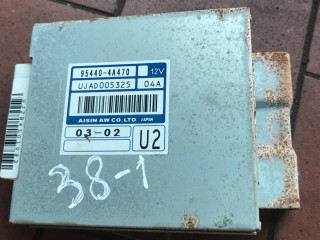 95440-4A470 12V
UJAD005325 04A
AISIN AW CO.,LTD. JAPAN
03-02 U2
38-1